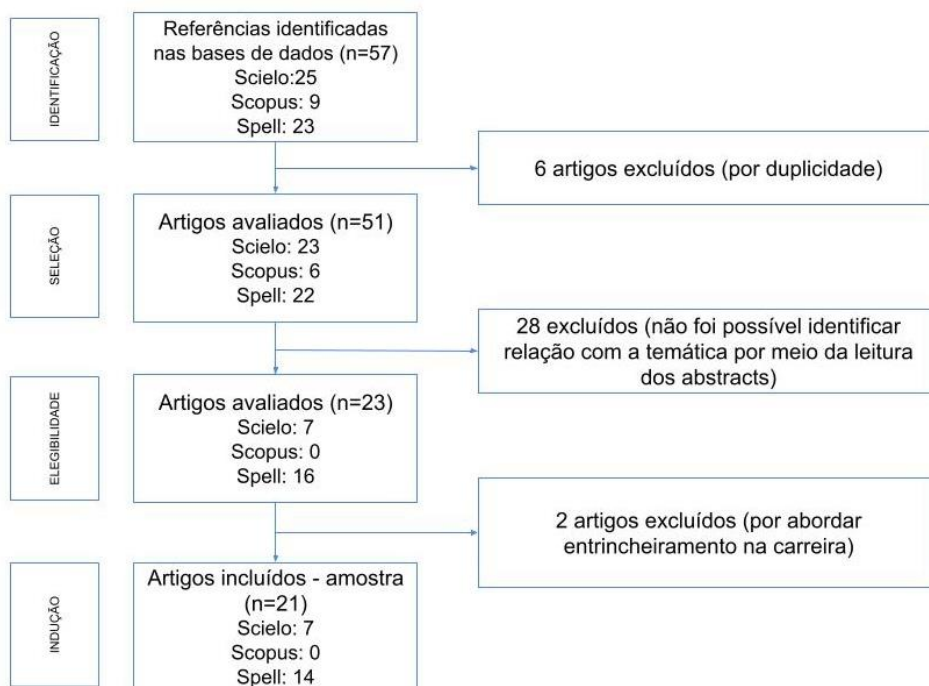 IDENTIFICAÇÃO
Referências identificadas
nas bases de dados (n=57)
Scielo:25
Scopus: 9
Spell: 23
6 artigos excluídos (por duplicidade)
SELEÇÃO
Artigos avaliados (n=51)
Scielo: 23
Scopus: 6
Spell: 22
28 excluídos (não foi possível identificar
relação com a temática por meio da leitura
dos abstracts)
ELEGIBILIDADE
Artigos avaliados (n=23)
Scielo: 7
Scopus: 0
Spell: 16
2 artigos excluídos (por abordar
entrincheiramento na carreira)
INDUÇÃO
Artigos incluídos - amostra
(n=21)
Scielo: 7
Scopus: 0
Spell: 14